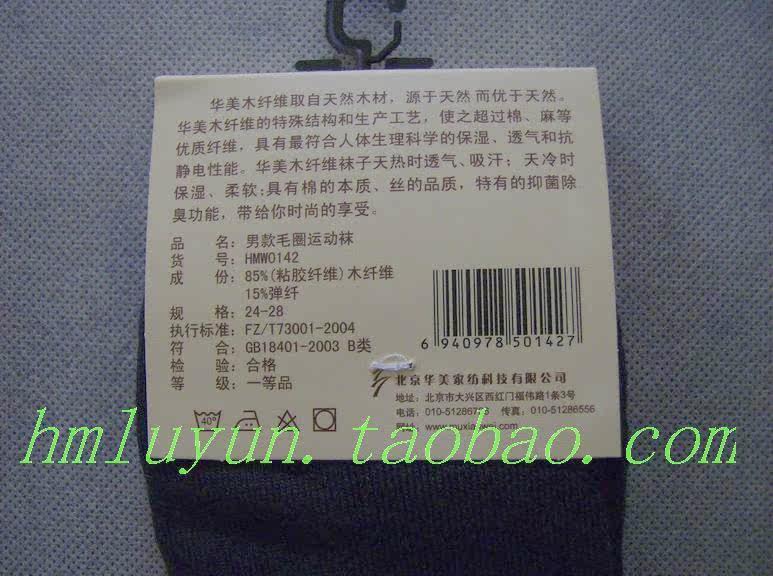 华美木纤维取自天然木材，源于天然而优于天然。
华美木纤维的特殊结构和生产工艺，使之超过棉、麻等
优质纤维，具有最符合人体生理科学的保湿、透气和抗
静电性能。华美木纤维袜子天热时透气、吸汗；天冷时
保湿、柔软;具有棉的本质、丝的品质，特有的抑菌除
臭功能，带给你时尚的享受。
品 名：男款毛圈运动袜
货 号：HMW0142
成 份：85%(粘胶纤维)木纤维
15%弹纤
规 格：24-28
执行标准：FZ/T73001-2004
符 合：GB18401-2003 B类
检 验：合格
等 级：一等品
6 940978 501427
北京华美家纺科技有限公司
地址：北京市大兴区西红门福伟路1条3号
电话：010-512867 传真：010-51286556
网址：
40°
hmluyun.taobao.com